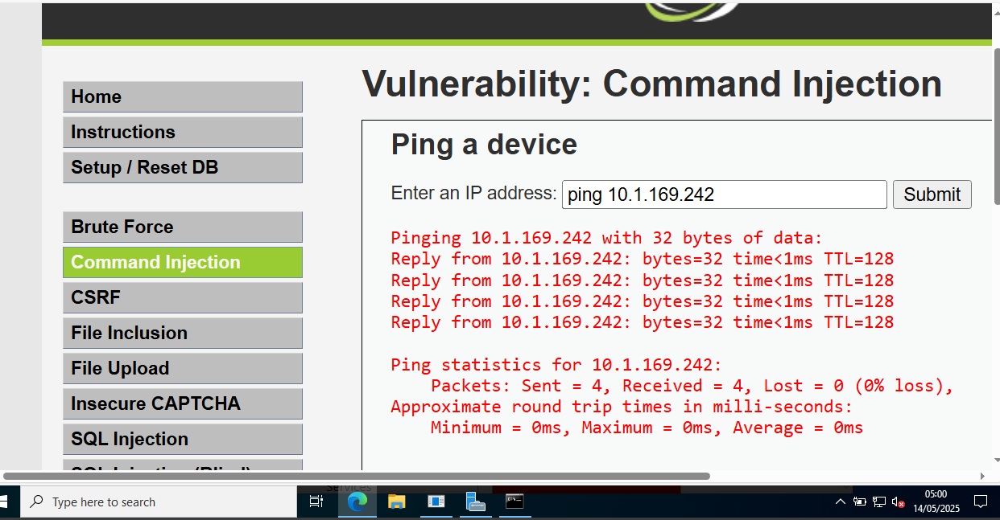 Vulnerability: Command Injection
Home
Instructions
Setup / Reset DB
Brute Force
Command Injection
CSRF
File Inclusion
File Upload
Insecure CAPTCHA
SQL Injection
SQL Injection (Blind)
Ping a device
Enter an IP address: ping 10.1.169.242 Submit
Pinging 10.1.169.242 with 32 bytes of data:
Reply from 10.1.169.242: bytes=32 time<1ms TTL=128
Reply from 10.1.169.242: bytes=32 time<1ms TTL=128
Reply from 10.1.169.242: bytes=32 time<1ms TTL=128
Reply from 10.1.169.242: bytes=32 time<1ms TTL=128
Ping statistics for 10.1.169.242:
Packets: Sent = 4, Received = 4, Lost = 0 (0% loss),
Approximate round trip times in milli-seconds:
Minimum = 0ms, Maximum = 0ms, Average = 0ms
Services
Type here to search
05:00
14/05/2025